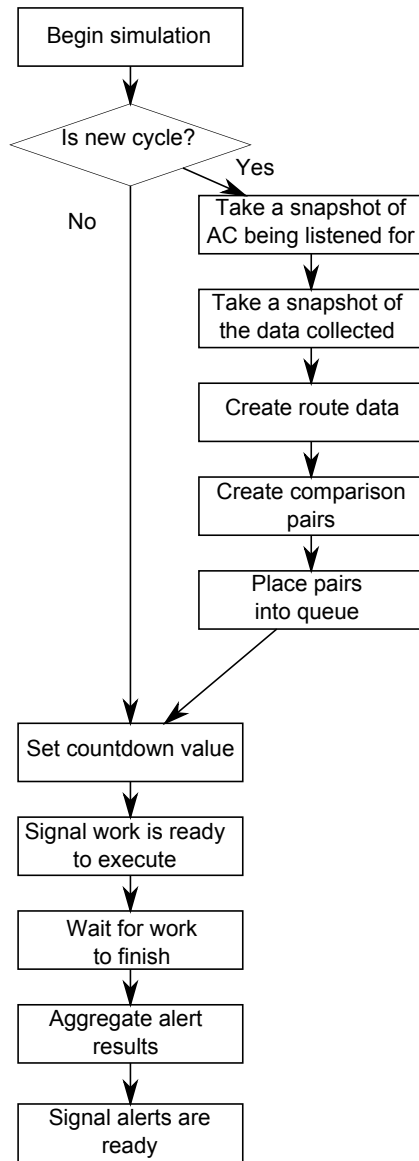 Begin simulation
Is new cycle?
Yes
No
Take a snapshot of
AC being listened for
Take a snapshot of
the data collected
Create route data
Create comparison
pairs
Place pairs
into queue
Set countdown value
Signal work is ready
to execute
Wait for work
to finish
Aggregate alert
results
Signal alerts are
ready